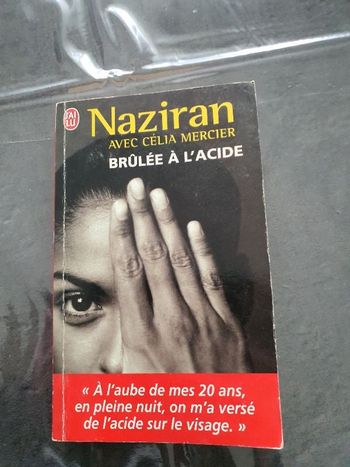 J'AI
LU
Naziran
AVEC CÉLIA MERCIER
BRÛLÉE À L'ACIDE
« À l'aube de mes 20 ans,
en pleine nuit, on m'a versé
de l'acide sur le visage. »